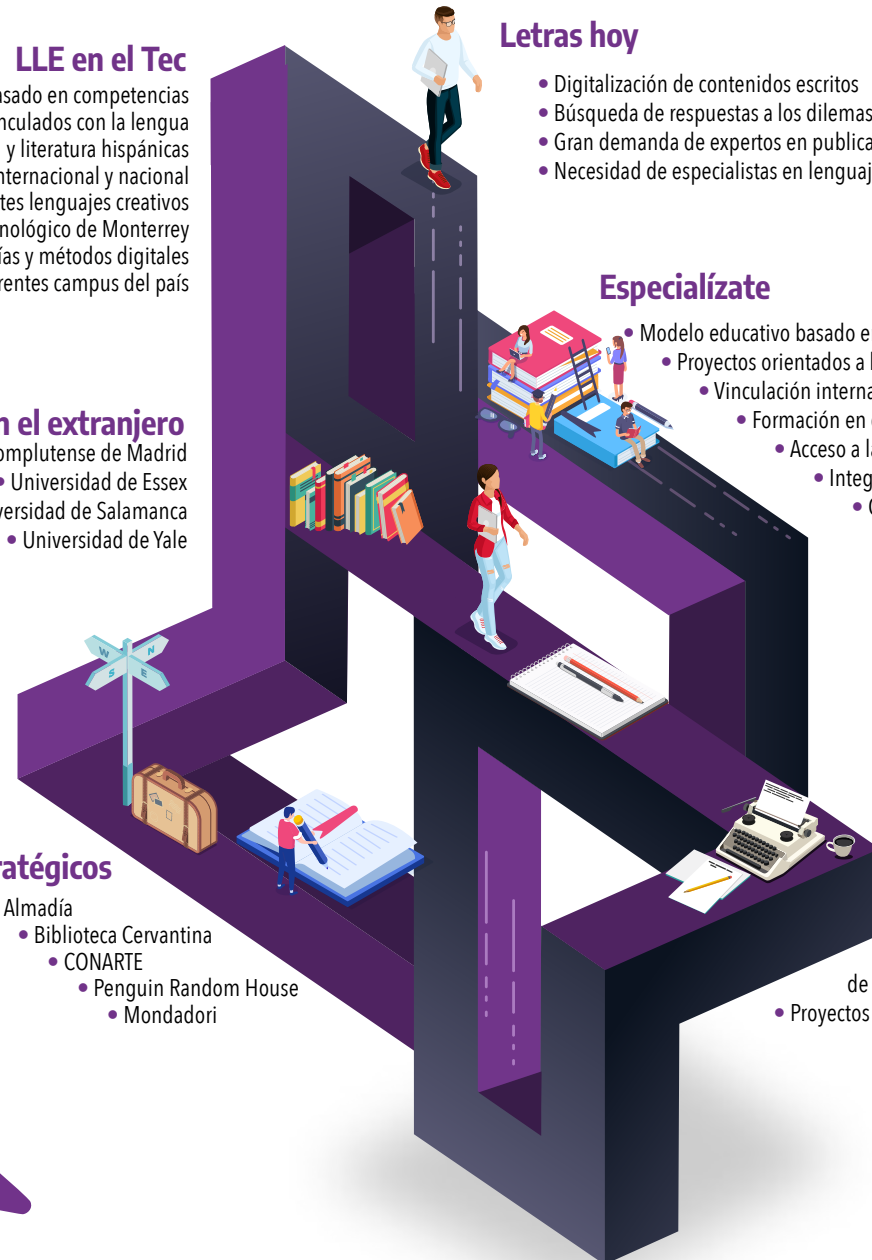 LLE en el Tec
asado en competencias
nculados con la lengua
y literatura hispánicas
nternacional y nacional
tes lenguajes creativos
nológico de Monterrey
ías y métodos digitales
rentes campus del país
Letras hoy
• Digitalización de contenidos escritos
• Búsqueda de respuestas a los dilemas
• Gran demanda de expertos en publica
• Necesidad de especialistas en lenguaj
Especialízate
• Modelo educativo basado e
• Proyectos orientados a l
• Vinculación interna
• Formación en
• Acceso a la
• Integ
n el extranjero
omplutense de Madrid
• Universidad de Essex
versidad de Salamanca
• Universidad de Yale
W N
S E
ratégicos
Almadía
• Biblioteca Cervantina
• CONARTE
• Penguin Random House
• Mondadori
de
• Proyectos